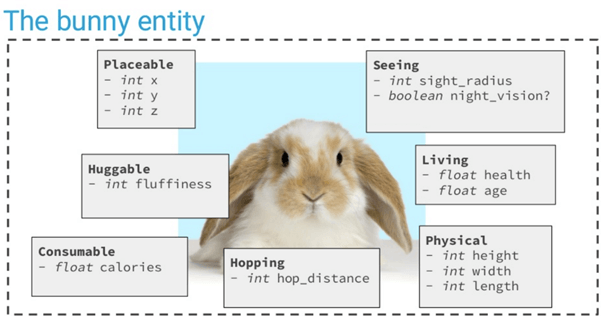 The bunny entity
Placeable
- int x
- int y
- int z
Seeing
- int sight_radius
- boolean night_vision?
Huggable
- int fluffiness
Living
- float health
- float age
Consumable
- float calories
Hopping
- int hop_distance
Physical
- int height
- int width
- int length